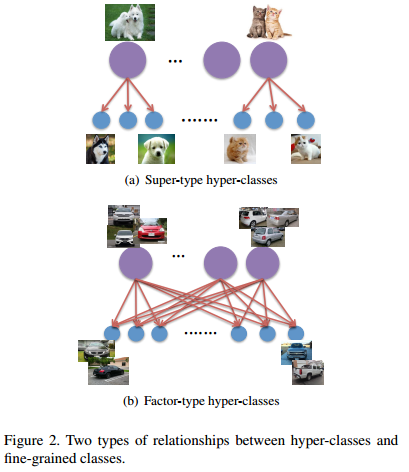 ...
.......
(a) Super-type hyper-classes
...
.......
(b) Factor-type hyper-classes
Figure 2. Two types of relationships between hyper-classes and
fine-grained classes.